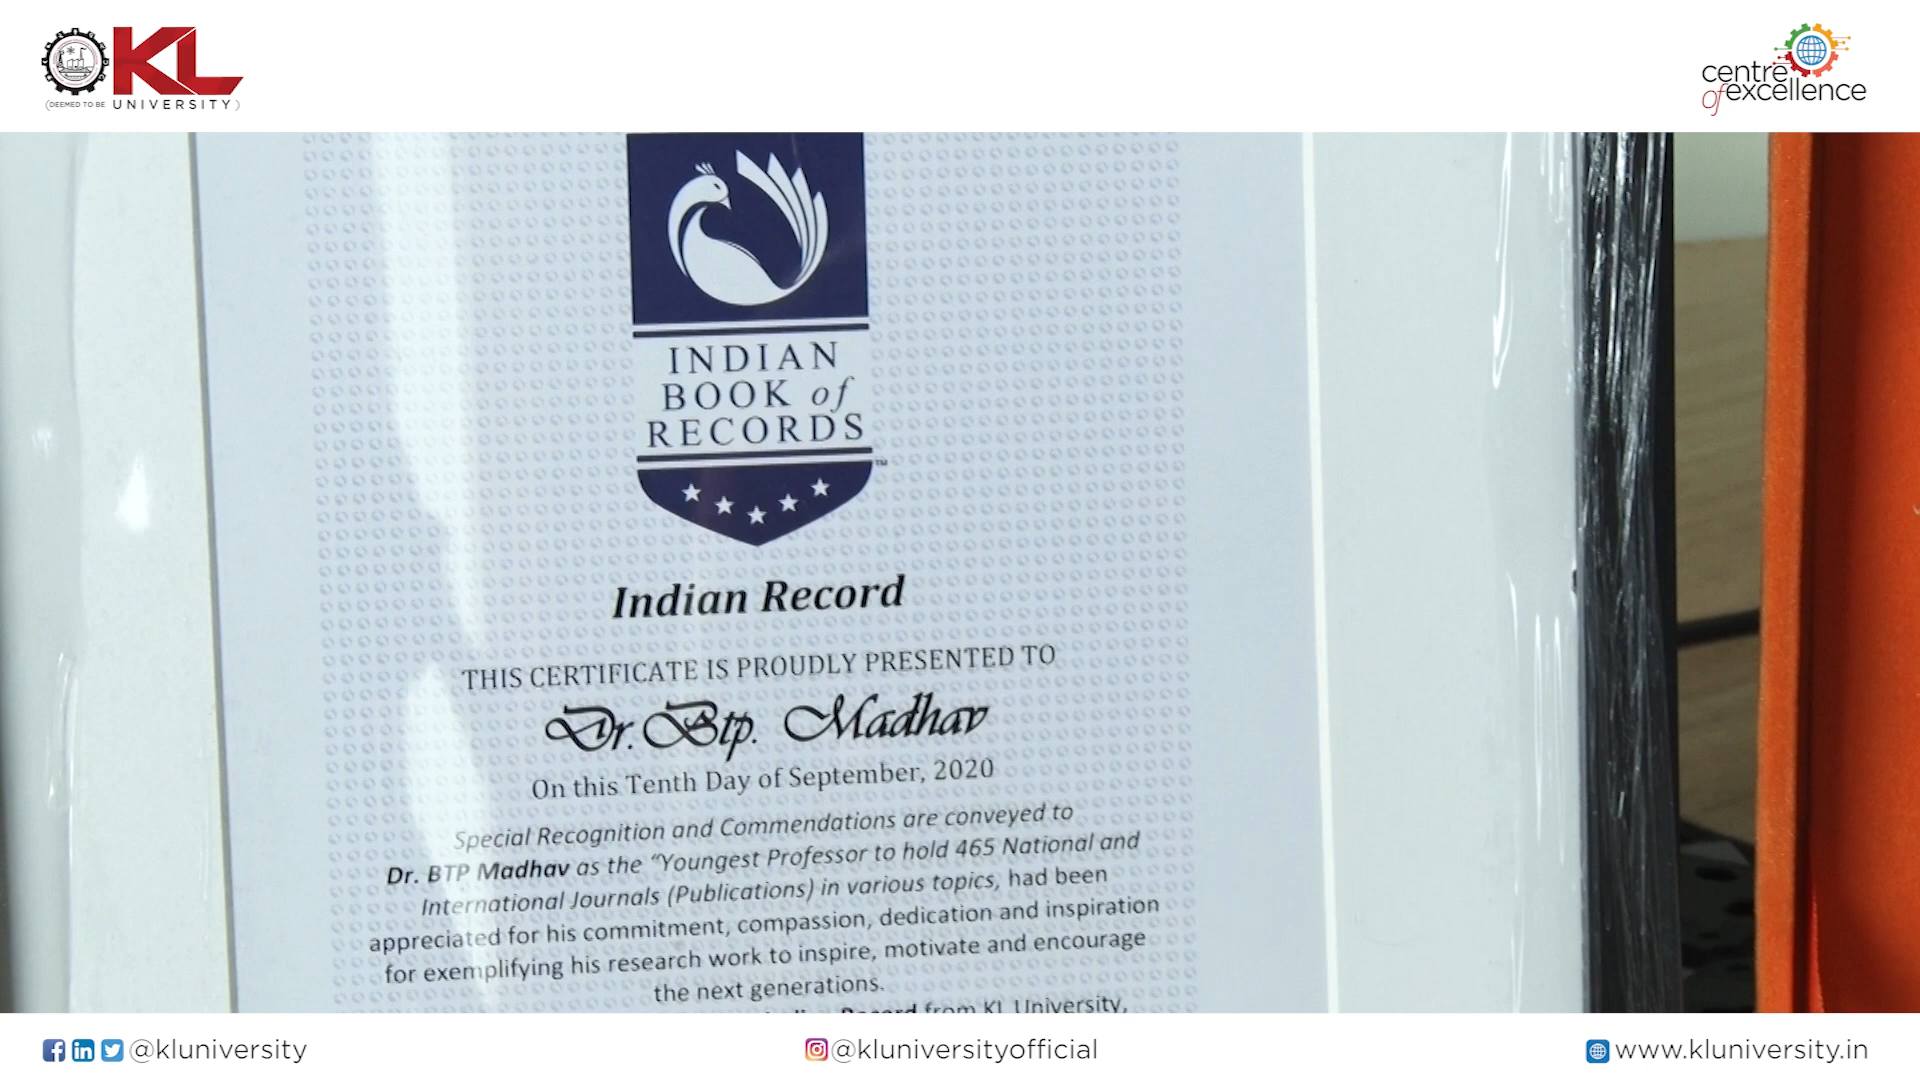 KL
(DEEMED TO BE UNIVERSITY)
centre
of excellence
INDIAN
BOOK of
RECORDS
TM
Indian Record
THIS CERTIFICATE IS PROUDLY PRESENTED TO
Dr. Btp. Madhav
On this Tenth Day of September, 2020
Special Recognition and Commendations are conveyed to
Dr. BTP Madhav as the “Youngest Professor to hold 465 National and
International Journals (Publications) in various topics, had been
appreciated for his commitment, compassion, dedication and inspiration
for exemplifying his research work to inspire, motivate and encourage
the next generations.
Record from KL University,
@kluniversity
@kluniversityofficial
www.kluniversity.in